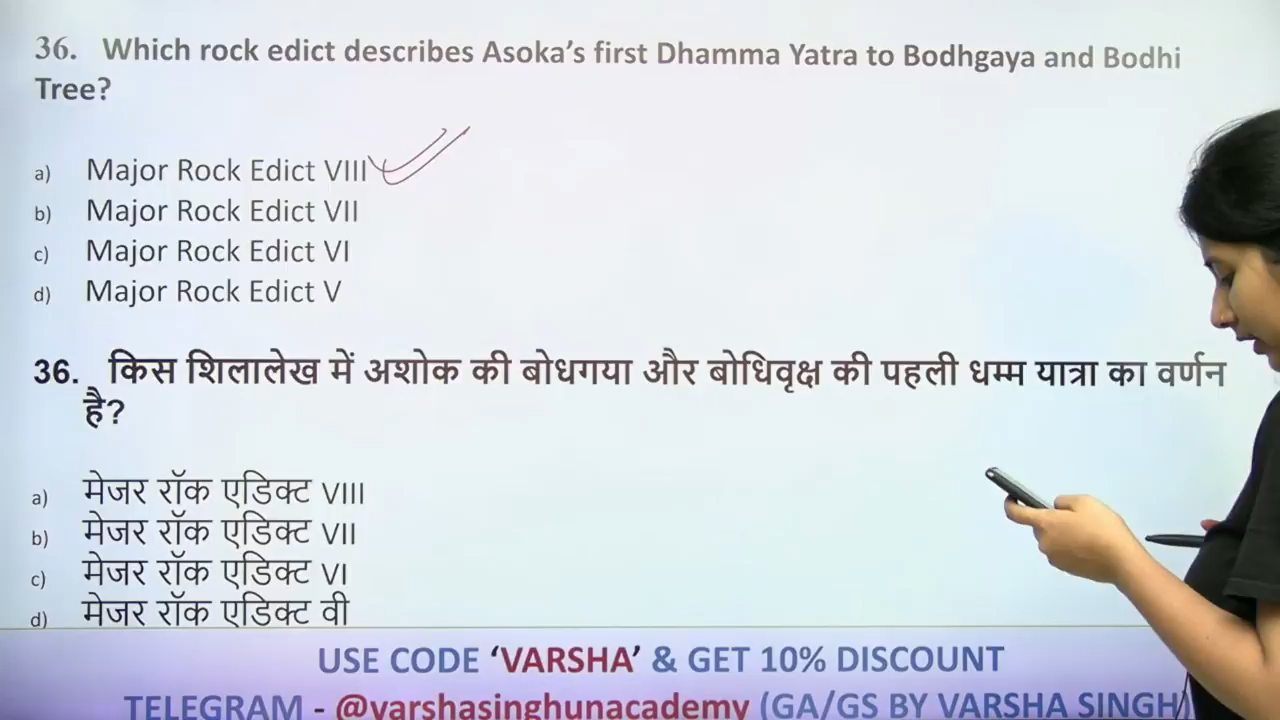 36. Which rock edict describes Asoka’s first Dhamma Yatra to Bodhgaya and Bodhi
Tree?
a) Major Rock Edict VIII
b) Major Rock Edict VII
c) Major Rock Edict VI
d) Major Rock Edict V
36. किस शिलालेख में अशोक की बोधगया और बोधिवृक्ष की पहली धम्म यात्रा का वर्णन
है?
a) मेजर रॉक एडिक्ट VIII
b) मेजर रॉक एडिक्ट VII
c) मेजर रॉक एडिक्ट VI
d) मेजर रॉक एडिक्ट वी
USE CODE ‘VARSHA’ & GET 10% DISCOUNT
TELEGRAM - @varshasinghunacademy (GA/GS BY VARSHA SINGH)